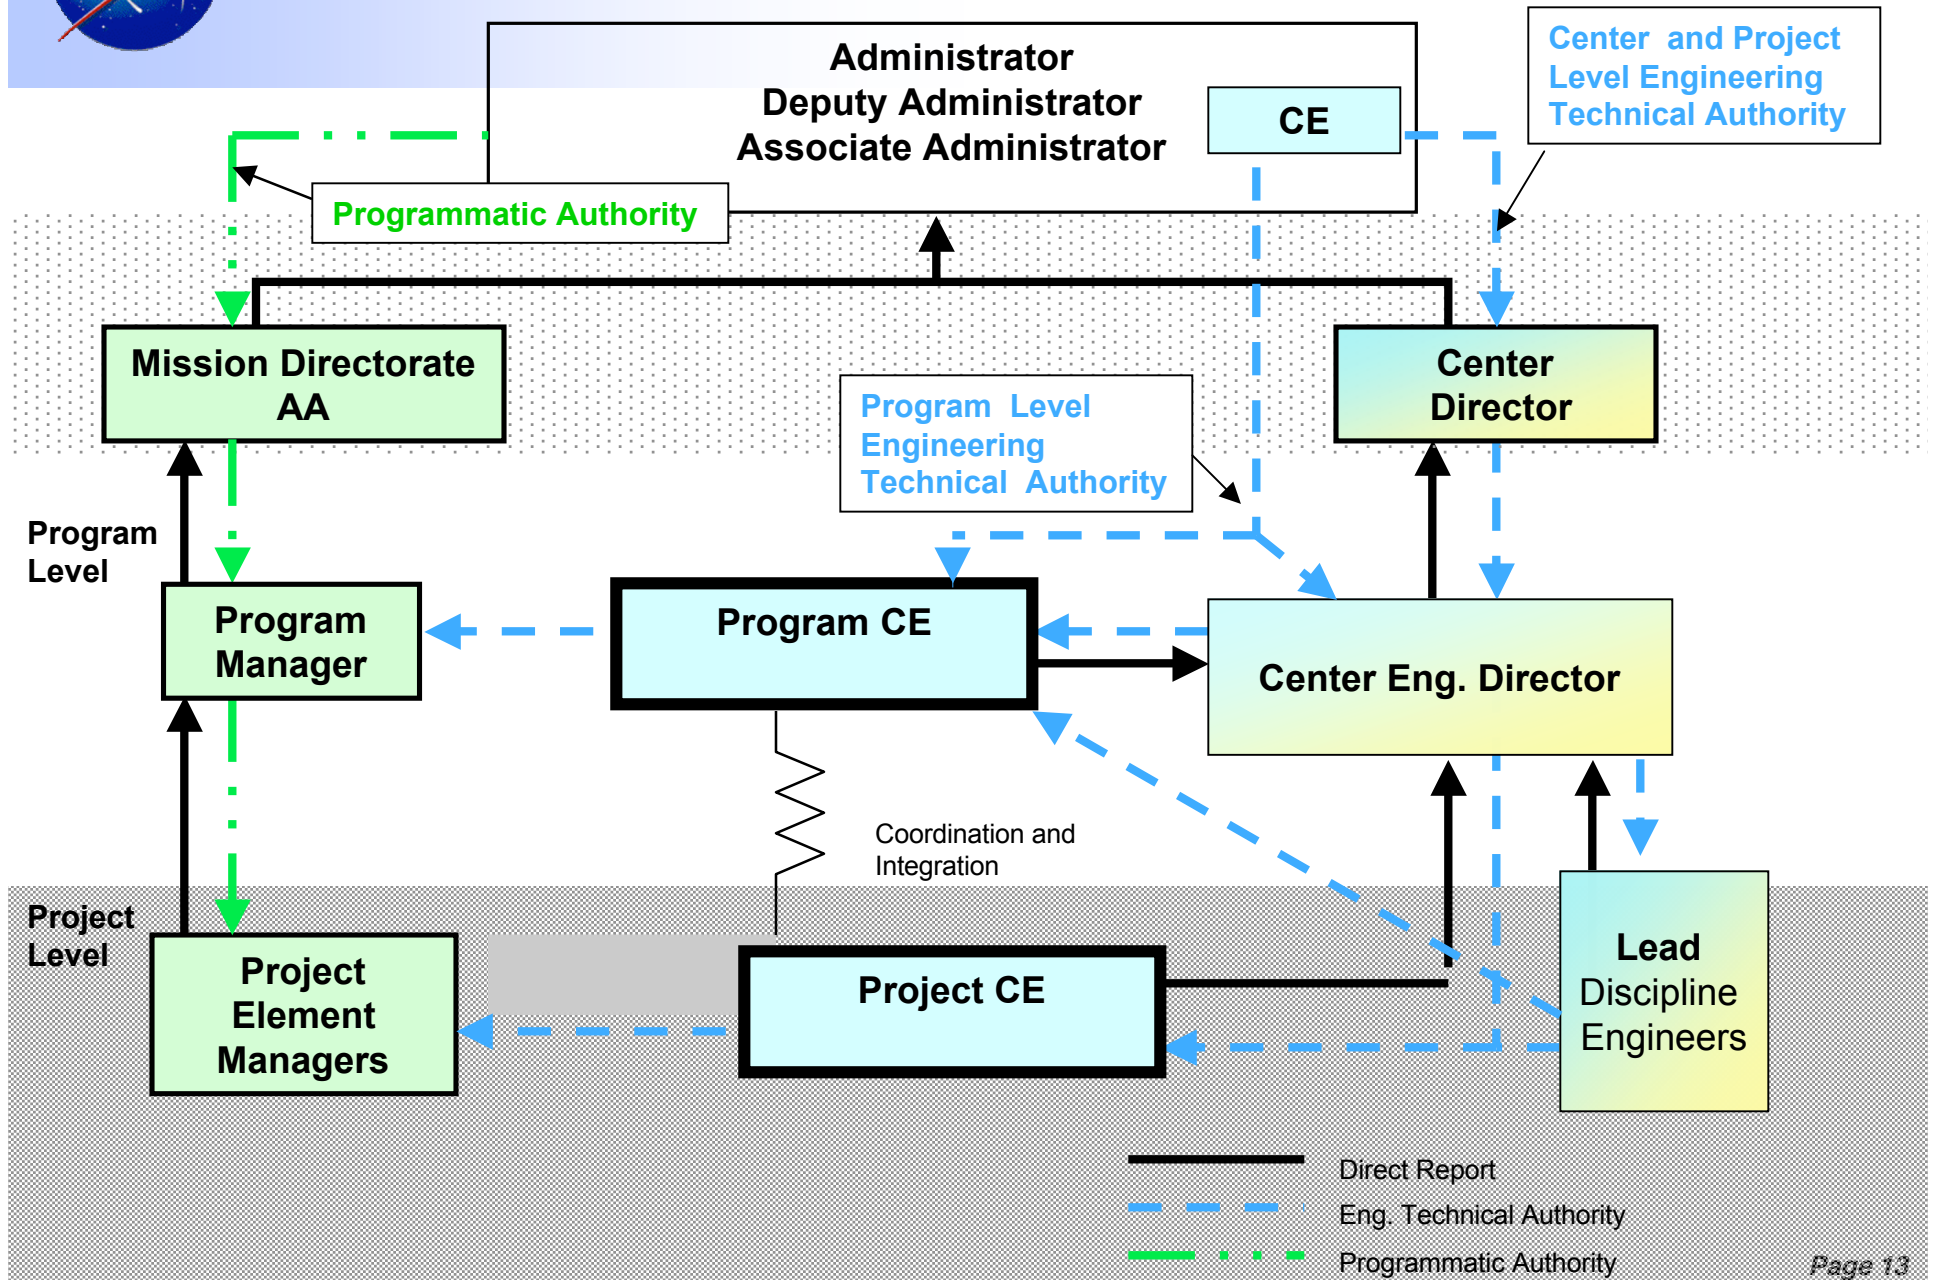 Administrator
Deputy Administrator
Associate Administrator
CE
Center and Project
Level Engineering
Technical Authority
Programmatic Authority
Mission Directorate
AA
Center
Director
Program Level
Engineering
Technical Authority
Program
Level
Program
Manager
Program CE
Center Eng. Director
Coordination and
Integration
Project
Level
Project
Element
Managers
Project CE
Lead
Discipline
Engineers
Direct Report
Eng. Technical Authority
Programmatic Authority
Page 13